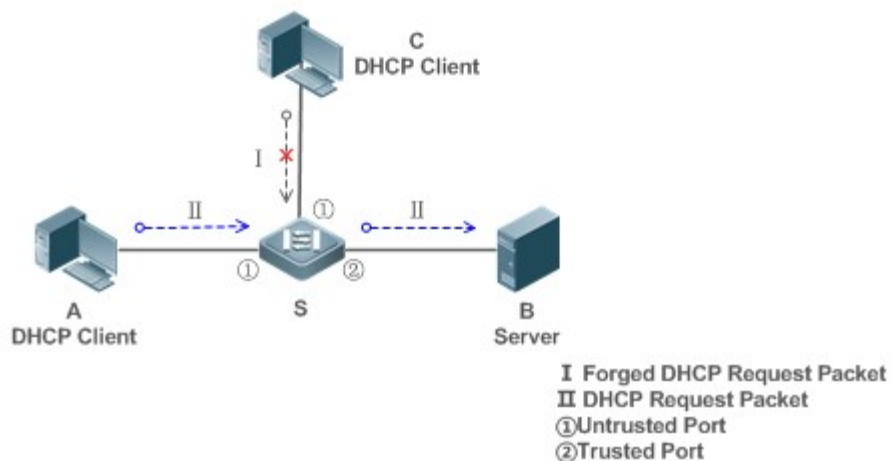 C
DHCP Client
I
①
II
II
①
②
A
DHCP Client
S
B
Server
I Forged DHCP Request Packet
II DHCP Request Packet
①Untrusted Port
②Trusted Port